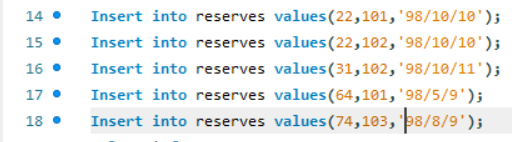 14 Insert into reserves values(22,101,'98/10/10');
15 Insert into reserves values(22,102,'98/10/10');
16 Insert into reserves values(31,102,'98/10/11');
17 Insert into reserves values(64,101,'98/5/9');
18 Insert into reserves values(74,103,'98/8/9');